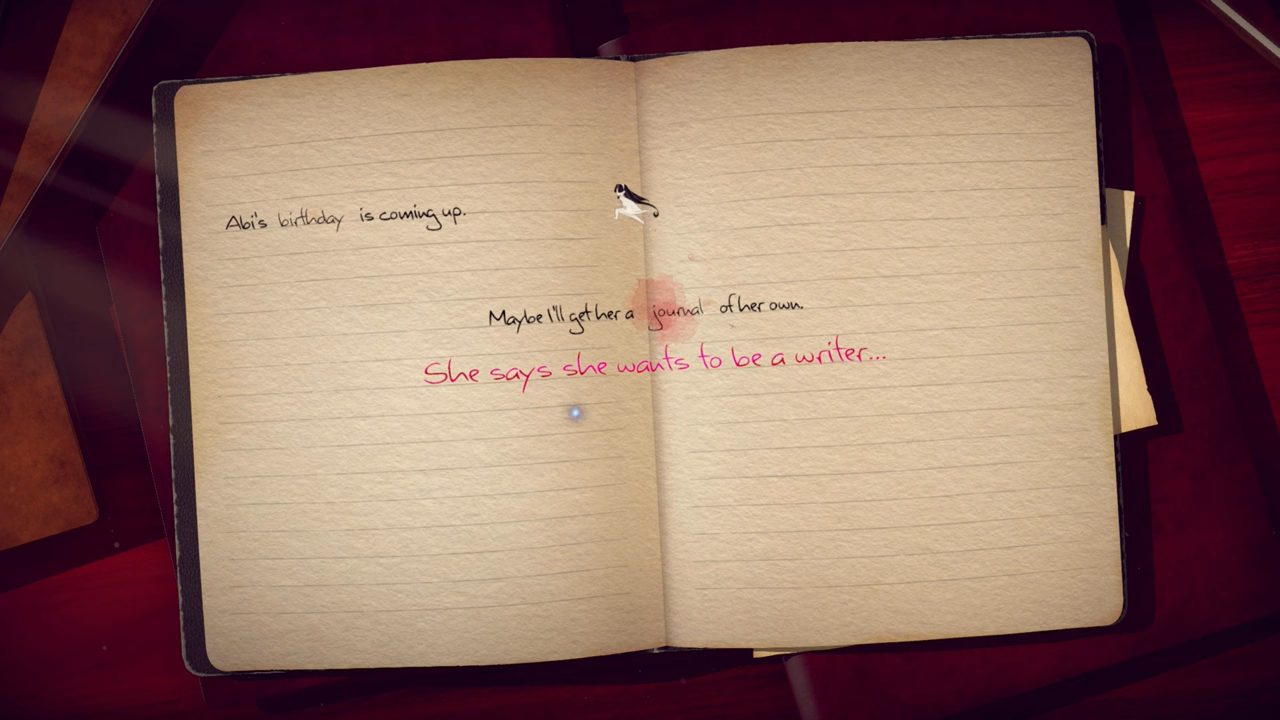 Abi's birthday is coming up.
Maybe I'll get her a journal of her own.
She says she wants to be a writer...